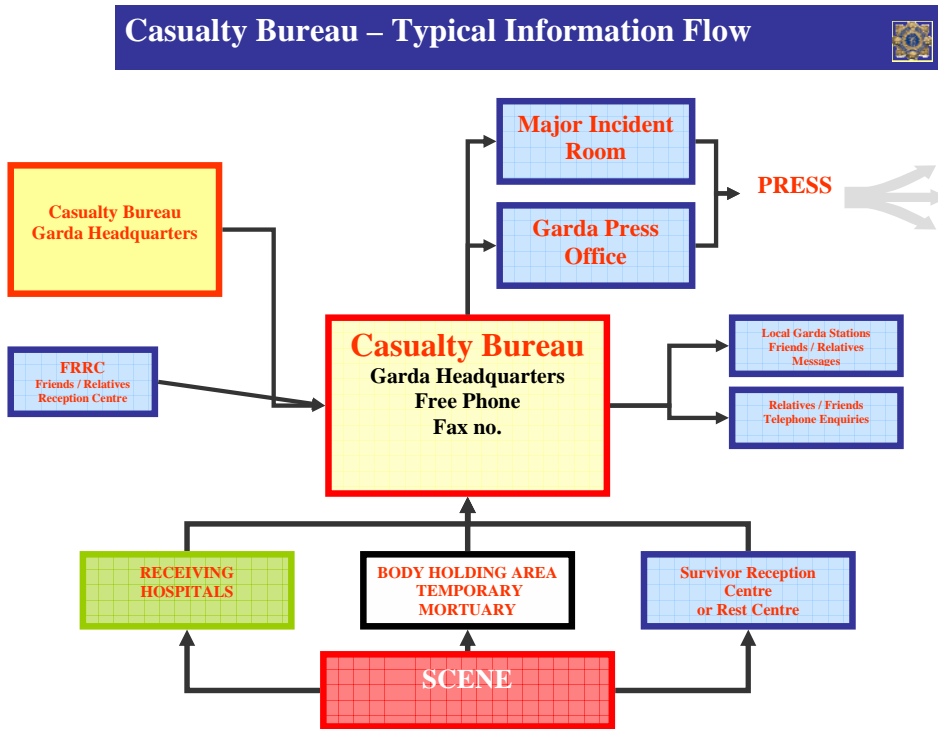 Casualty Bureau – Typical Information Flow
Major Incident
Room
PRESS
Casualty Bureau
Garda Headquarters
Garda Press
Office
Casualty Bureau
Garda Headquarters
Free Phone
Fax no.
Local Garda Stations
Friends / Relatives
Messages
FRRC
Friends / Relatives
Reception Centre
Relatives / Friends
Telephone Enquiries
RECEIVING
HOSPITALS
BODY HOLDING AREA
TEMPORARY
MORTUARY
Survivor Reception
Centre
or Rest Centre
SCENE